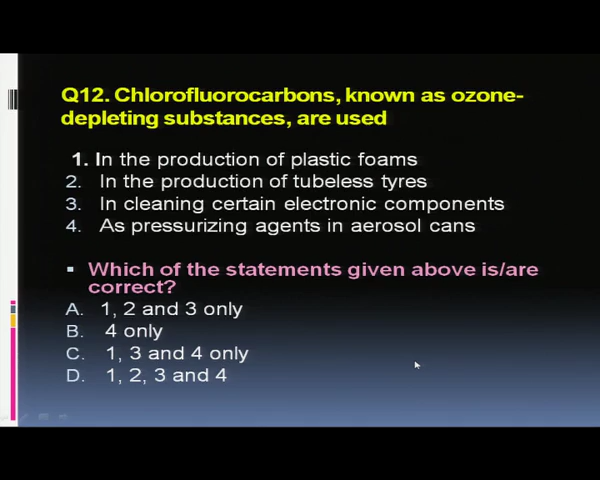 Q12. Chlorofluorocarbons, known as ozone-
depleting substances, are used
1. In the production of plastic foams
2. In the production of tubeless tyres
3. In cleaning certain electronic components
4. As pressurizing agents in aerosol cans
▪ Which of the statements given above is/are
correct?
A. 1, 2 and 3 only
B. 4 only
C. 1, 3 and 4 only
D. 1, 2, 3 and 4